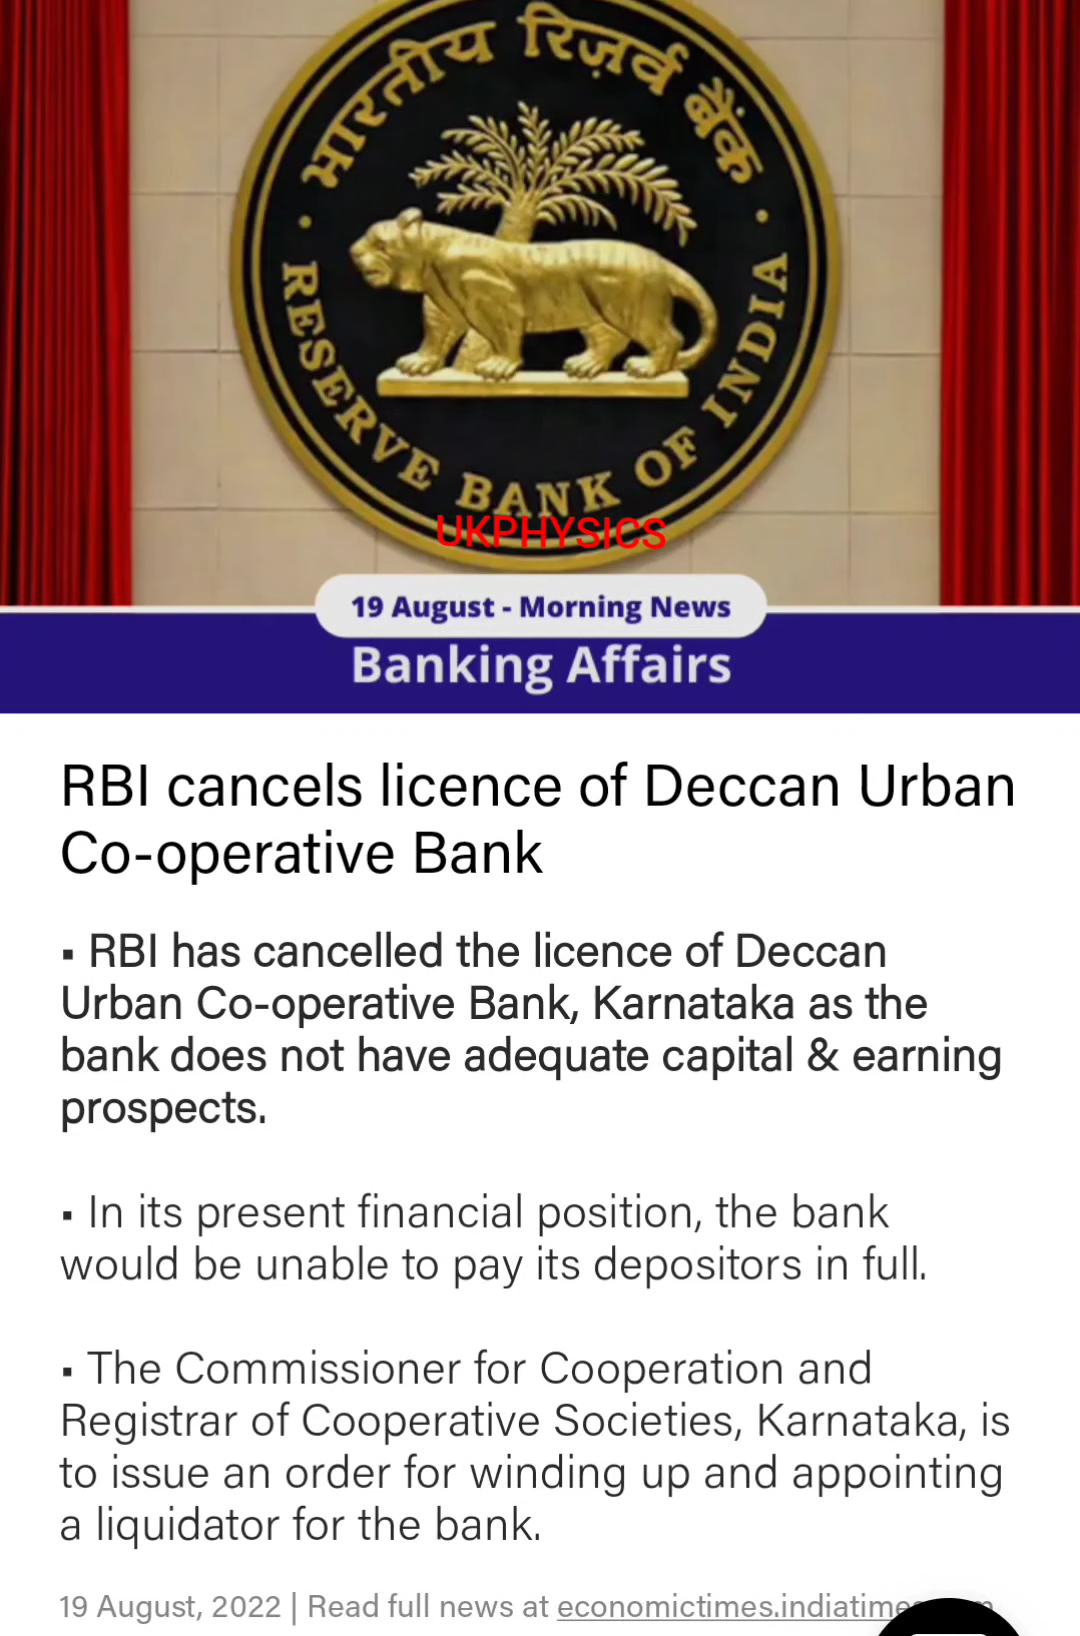 भारतीय रिज़र्व बैंक
RESERVE BANK OF INDIA
UKPHYSICS
19 August - Morning News
Banking Affairs
RBI cancels licence of Deccan Urban
Co-operative Bank
▪ RBI has cancelled the licence of Deccan
Urban Co-operative Bank, Karnataka as the
bank does not have adequate capital & earning
prospects.
▪ In its present financial position, the bank
would be unable to pay its depositors in full.
▪ The Commissioner for Cooperation and
Registrar of Cooperative Societies, Karnataka, is
to issue an order for winding up and appointing
a liquidator for the bank.
19 August, 2022 | Read full news at